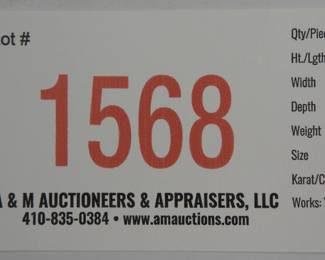 ot #
1568
A & M AUCTIONEERS & APPRAISERS, LLC
410-835-0384 • www.amauctions.com
Qty/Pie
Ht./Lgth
Width
Depth
Weight
Size
Karat/C
Works: